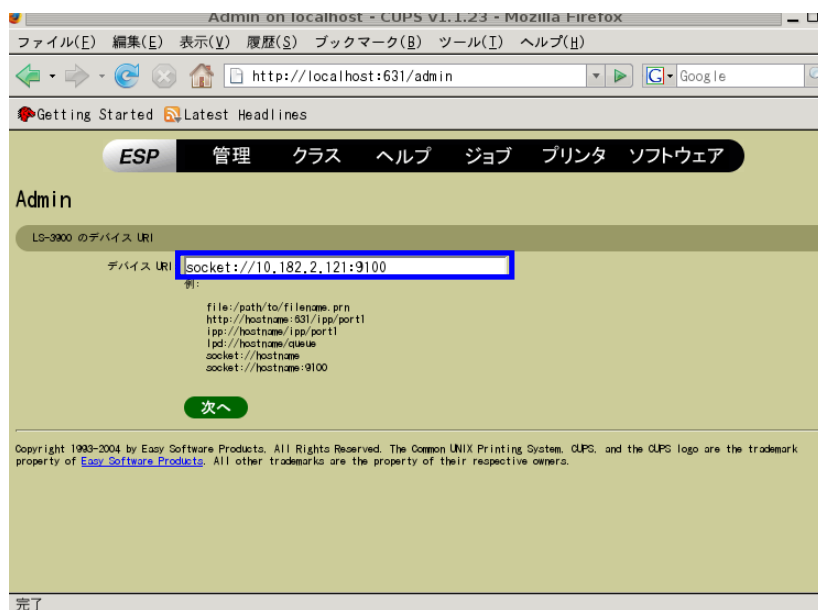 Admin on localhost - CUPS v1.1.23 - Mozilla Firefox
ファイル(F) 編集(E) 表示(V) 履歴(S) ブックマーク(B) ツール(T) ヘルプ(H)
http://localhost:631/admin
G Google
Getting Started Latest Headlines
ESP 管理 クラス ヘルプ ジョブ プリンタ ソフトウェア
Admin
LS-3900 のデバイス URI
デバイス URI socket://10.182.2.121:9100
例:
file:/path/to/filename.prn
http://hostname:631/ipp/port1
ipp://hostname/ipp/port1
lpd://hostname/queue
socket://hostname
socket://hostname:9100
次へ
Copyright 1993-2004 by Easy Software Products, All Rights Reserved. The Common UNIX Printing System, CUPS, and the CUPS logo are the trademark
property of Easy Software Products. All other trademarks are the property of their respective owners.
完了